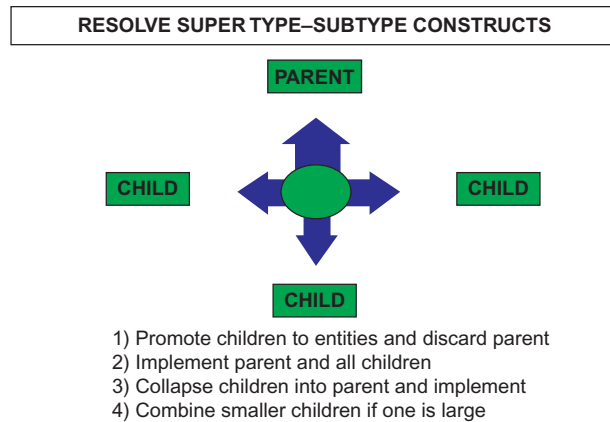 RESOLVE SUPER TYPE–SUBTYPE CONSTRUCTS
PARENT
CHILD
CHILD
CHILD
1) Promote children to entities and discard parent
2) Implement parent and all children
3) Collapse children into parent and implement
4) Combine smaller children if one is large